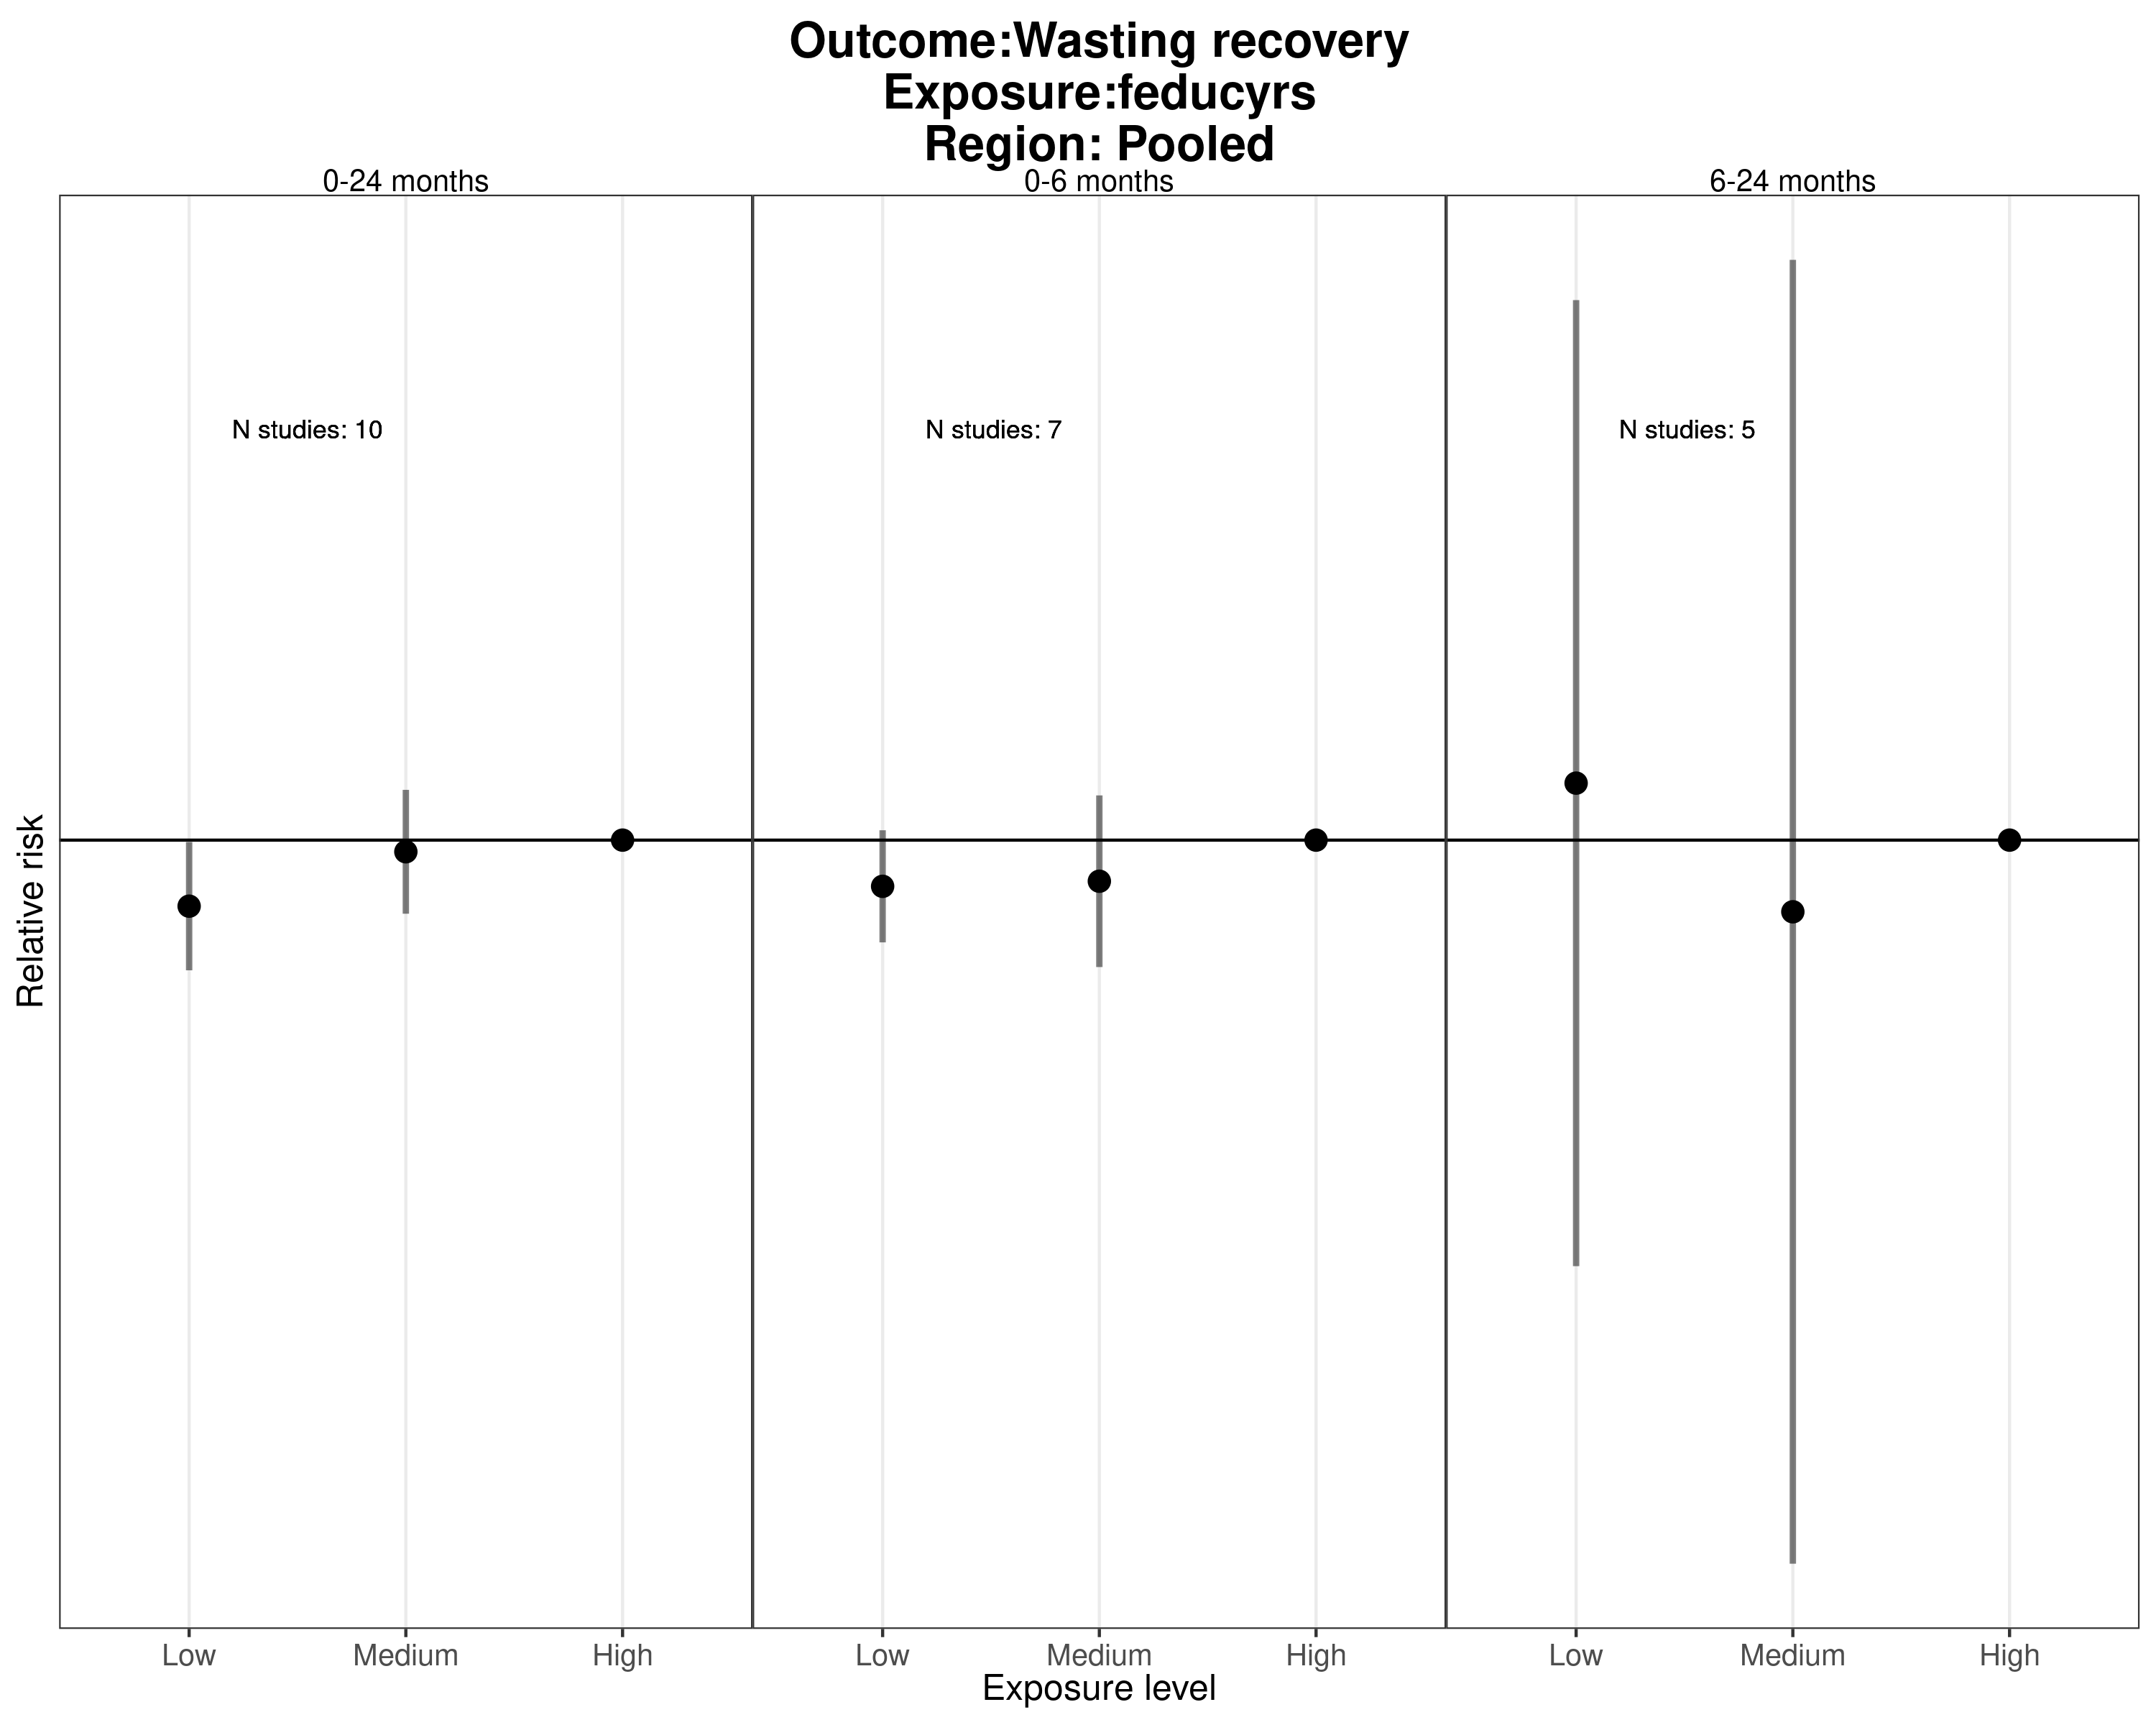 Outcome:Wasting recovery
Exposure:feducyrs
Region: Pooled
0-24 months 0-6 months 6-24 months
N studies: 10 N studies: 7 N studies: 5
Relative risk
Low Medium High Low Medium High Low Medium High
Exposure level